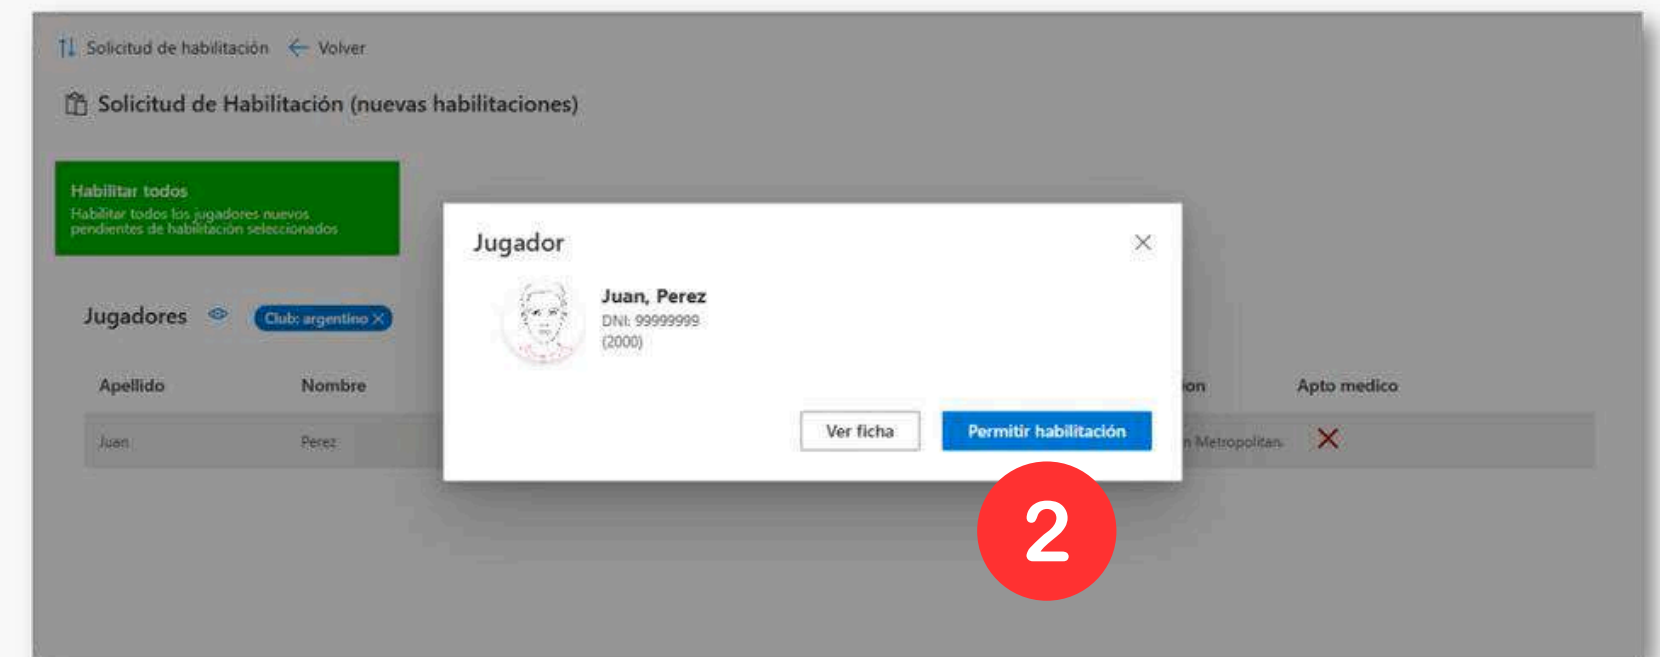 Solicitud de habilitación Volver
Solicitud de Habilitación (nuevas habilitaciones)
Habilitar todos
Habilitar todos los jugadores nuevos
pendientes de habilitación seleccionados
Jugadores Club: argentino
Apellido Nombre ion Apto medico
Juan Perez n Metropolitan.
Jugador
Juan, Perez
DNI: 99999999
(2000)
Ver ficha Permitir habilitación
2